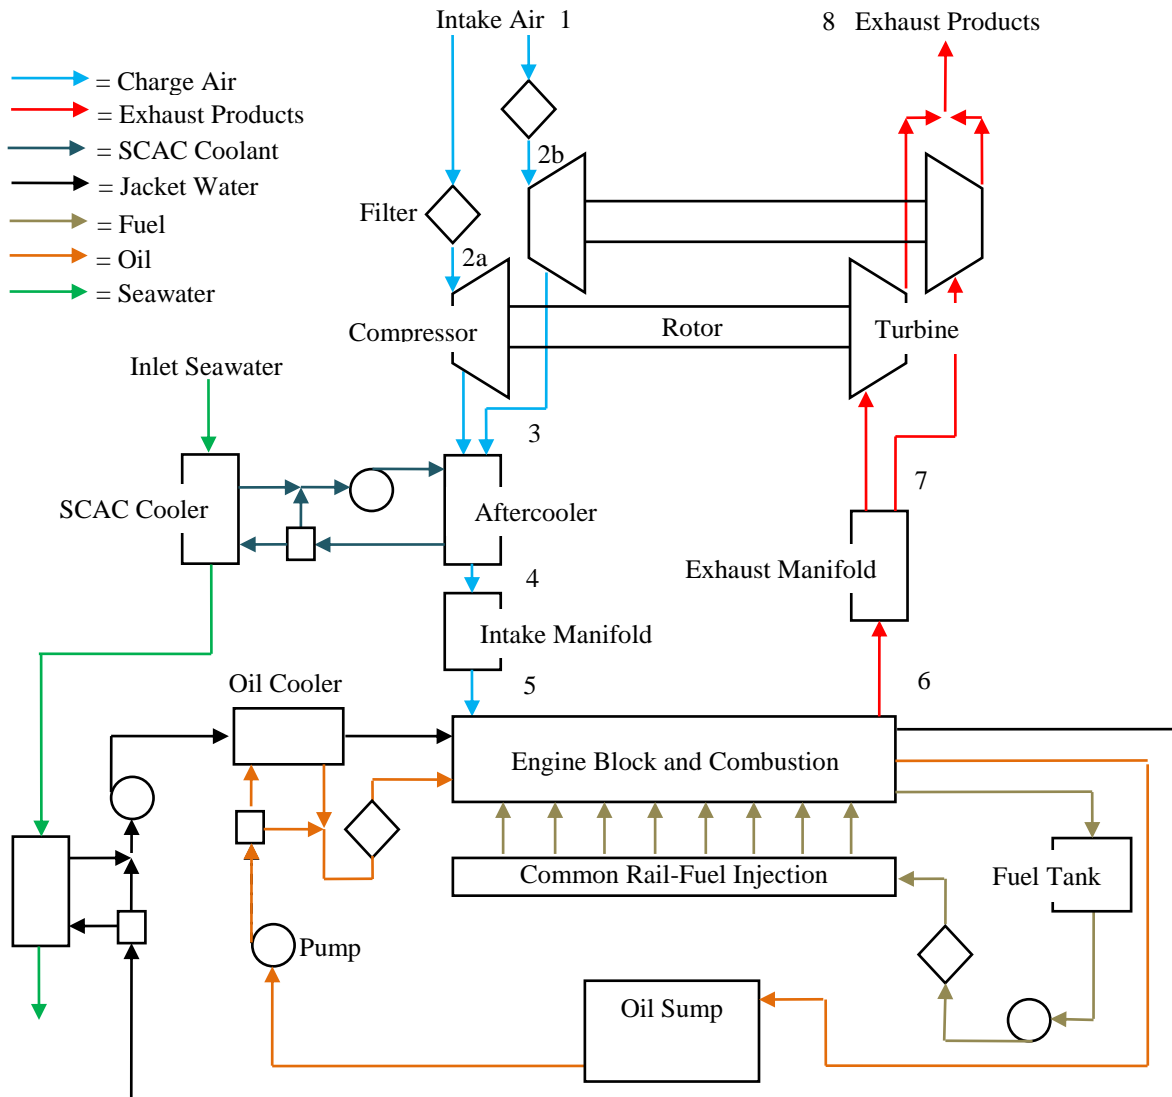 Intake Air 1
8 Exhaust Products
= Charge Air
= Exhaust Products
= SCAC Coolant
= Jacket Water
= Fuel
= Oil
= Seawater
2b
Filter
2a
Compressor
Rotor
Turbine
Inlet Seawater
3
7
SCAC Cooler
Aftercooler
Exhaust Manifold
4
Intake Manifold
5
6
Oil Cooler
Engine Block and Combustion
Common Rail-Fuel Injection
Fuel Tank
Pump
Oil Sump